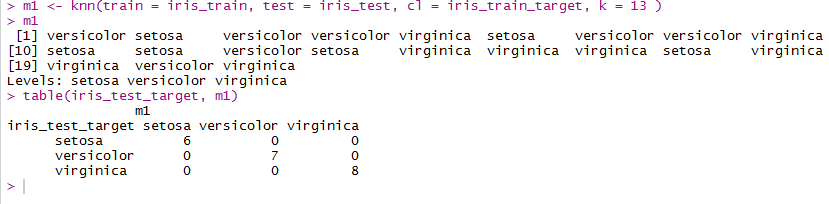 > m1 <- knn(train = iris_train, test = iris_test, cl = iris_train_target, k = 13 )
> m1
 [1] versicolor setosa     versicolor versicolor virginica  setosa     versicolor versicolor virginica
[10] setosa     setosa     versicolor setosa     virginica  virginica  virginica  setosa     virginica
[19] virginica  versicolor virginica
Levels: setosa versicolor virginica
> table(iris_test_target, m1)
                m1
iris_test_target setosa versicolor virginica
      setosa          6          0         0
      versicolor      0          7         0
      virginica       0          0         8
>